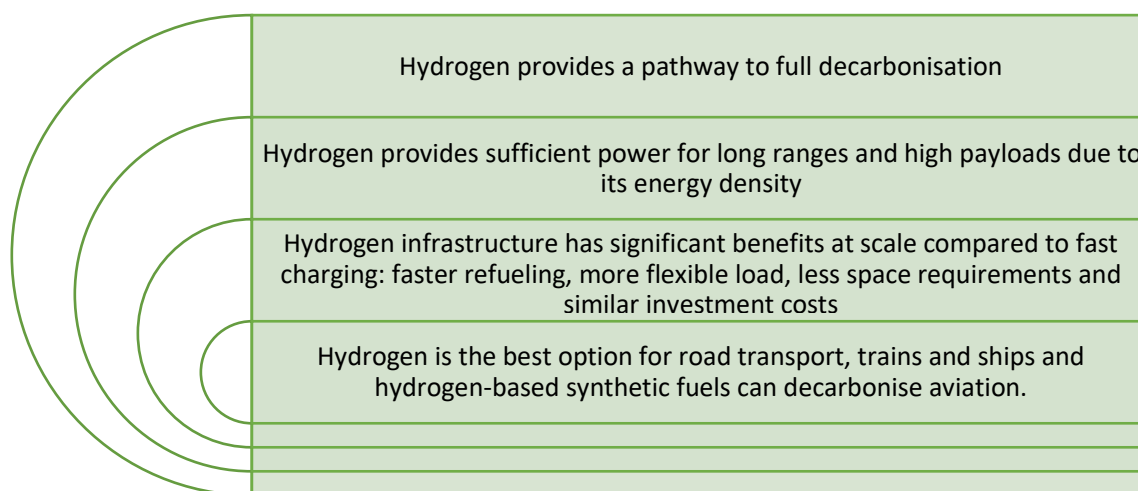 Hydrogen provides a pathway to full decarbonisation
Hydrogen provides sufficient power for long ranges and high payloads due to
its energy density
Hydrogen infrastructure has significant benefits at scale compared to fast
charging: faster refueling, more flexible load, less space requirements and
similar investment costs
Hydrogen is the best option for road transport, trains and ships and
hydrogen-based synthetic fuels can decarbonise aviation.